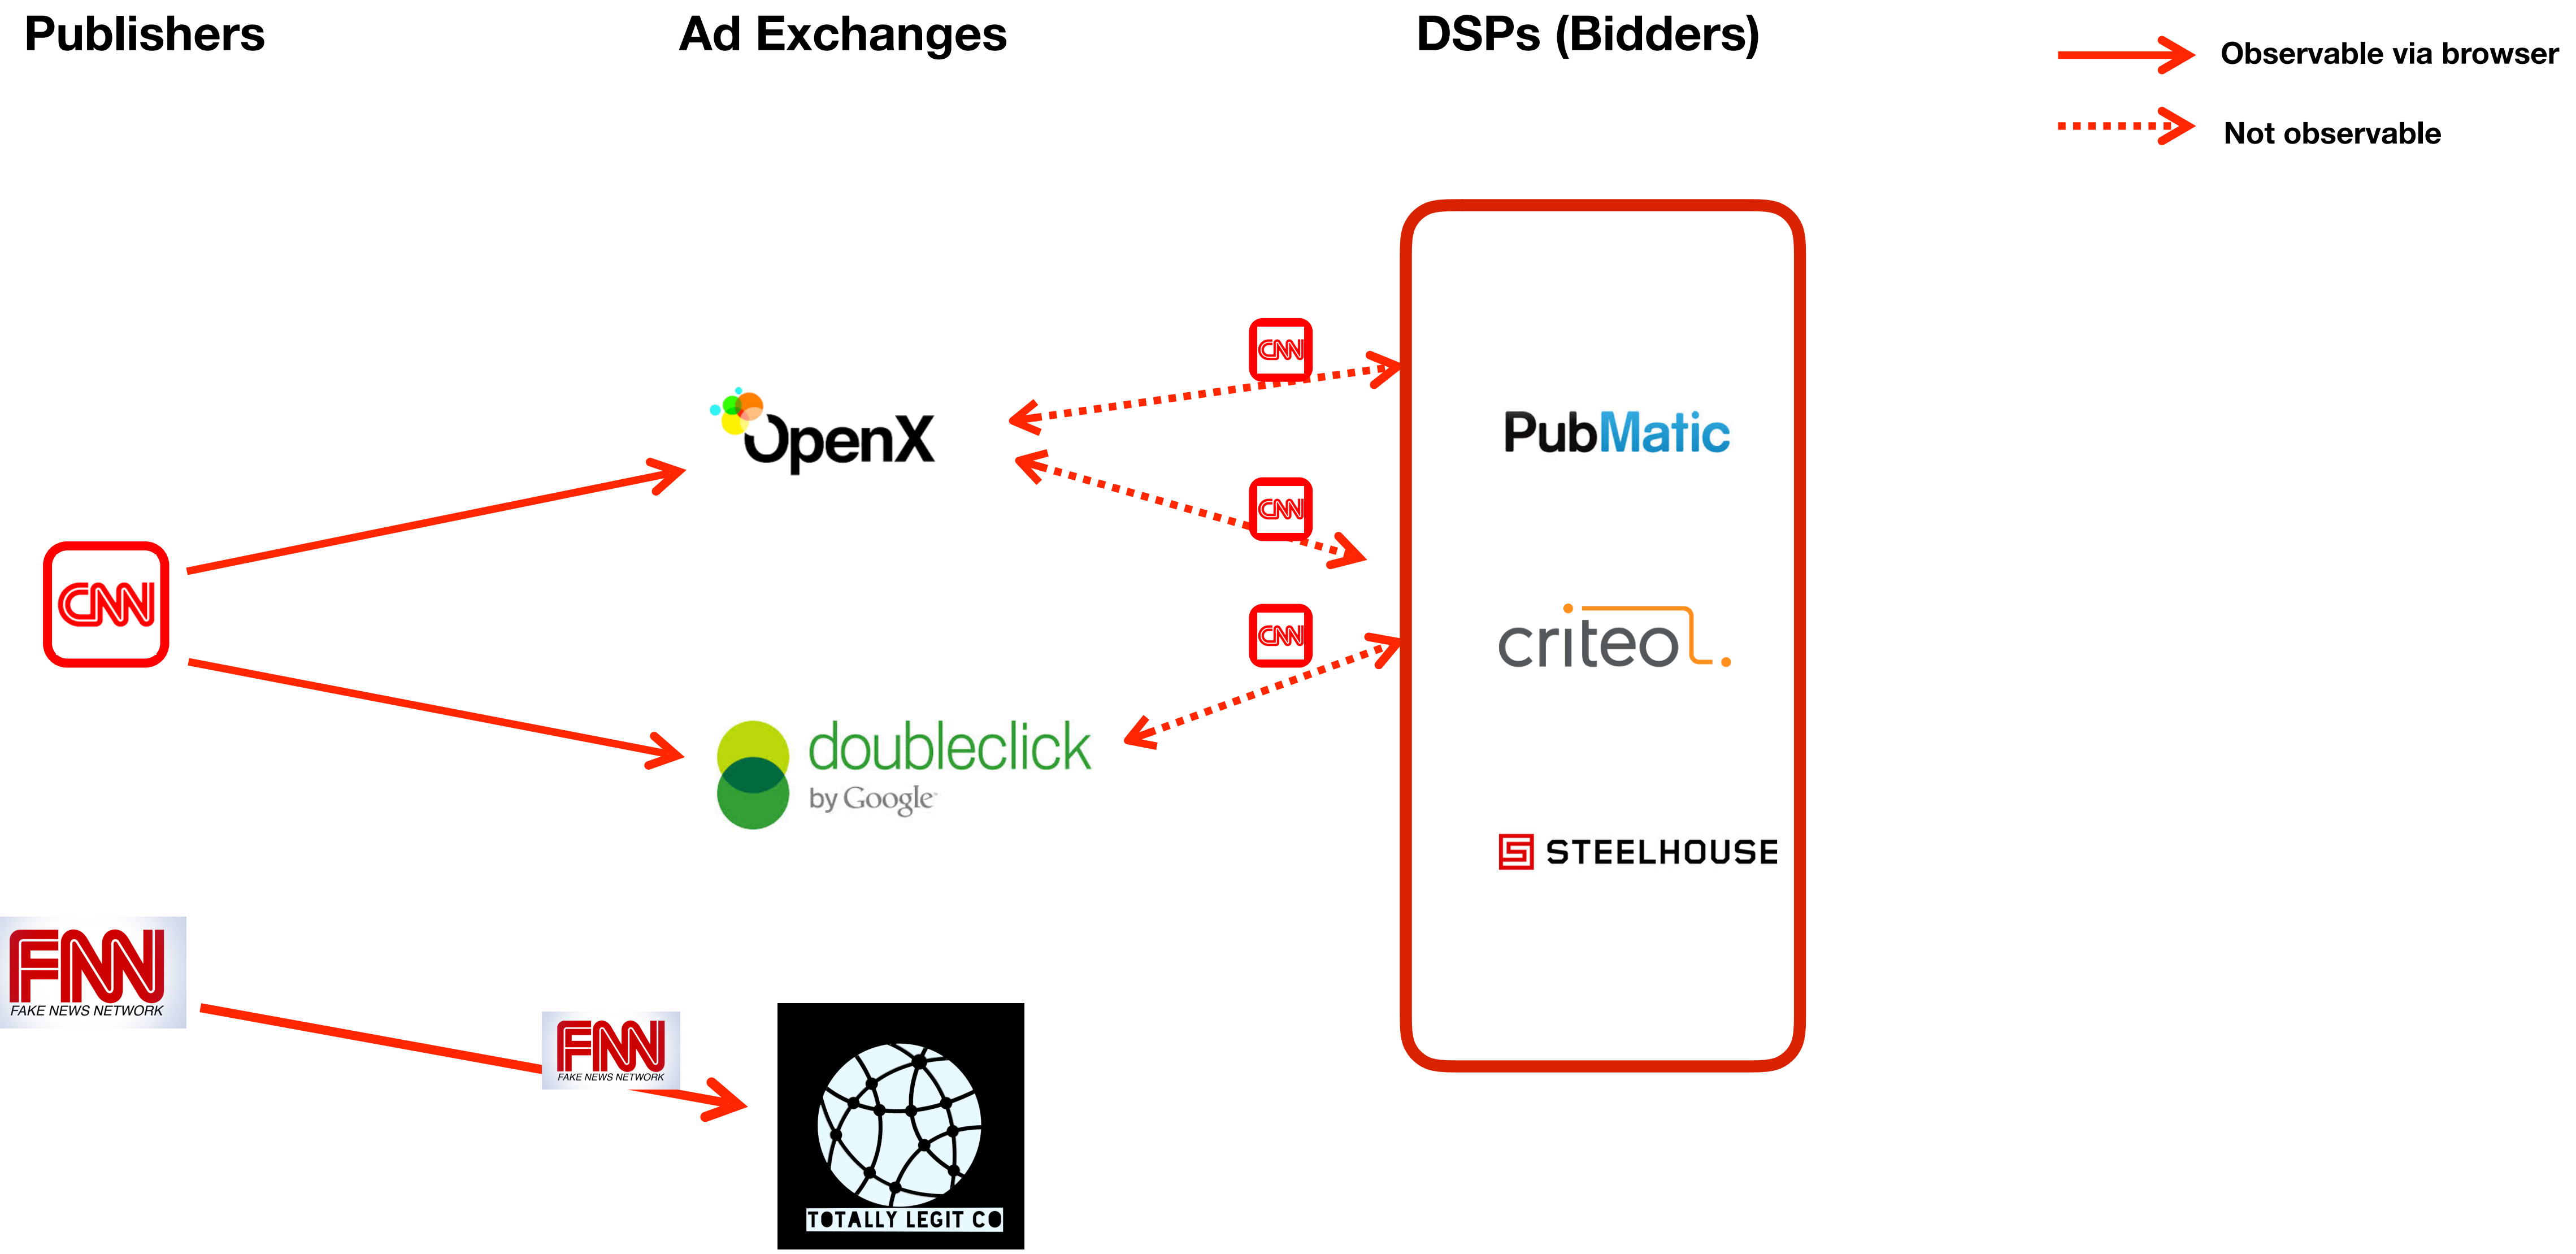 Publishers
Ad Exchanges
DSPs (Bidders)
Observable via browser
Not observable
CNN
OpenX
PubMatic
CNN
CNN
criteo
CNN
doubleclick
by Google
STEELHOUSE
FNN
FAKE NEWS NETWORK
FNN
FAKE NEWS NETWORK
TOTALLY LEGIT CO